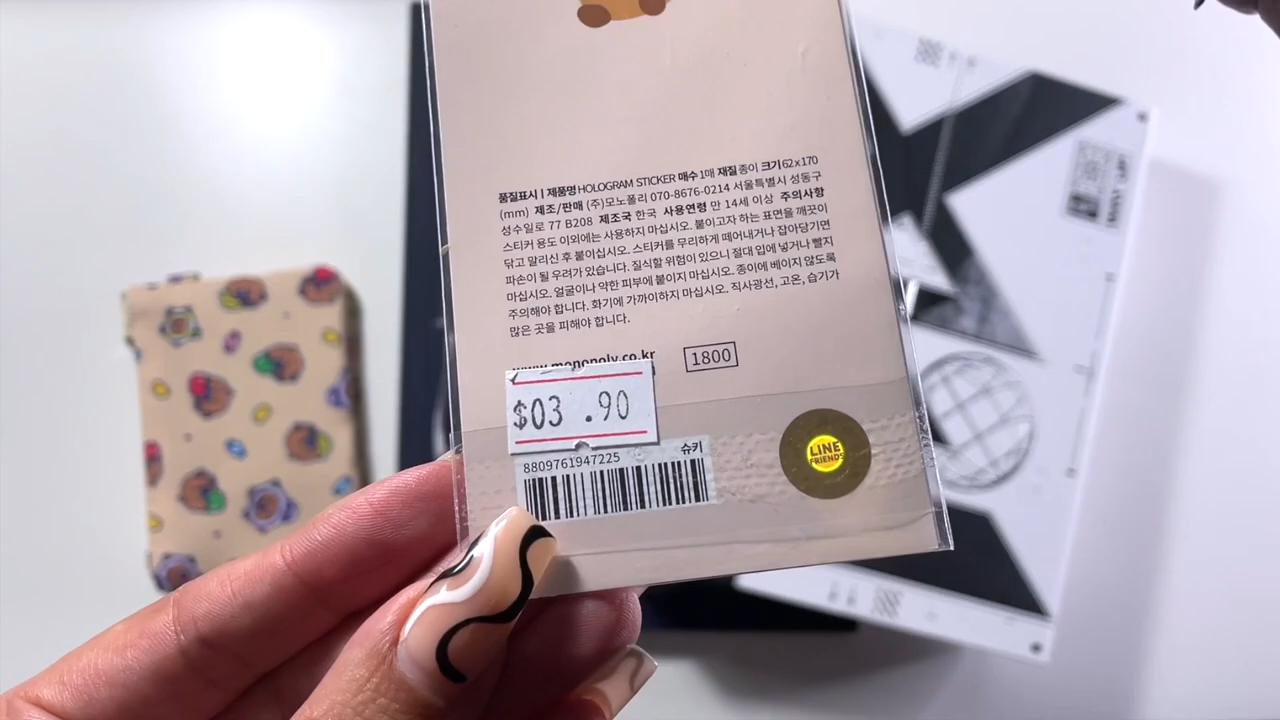 품질표시 | 제품명 HOLOGRAM STICKER 매수 1매 재질 종이 크기 62x170
(mm) 제조/판매 (주)모노폴리 070-8676-0214 서울특별시 성동구
성수일로 77 B208 제조국 한국 사용연령 만 14세 이상 주의사항
스티커 용도 이외에는 사용하지 마십시오. 붙이고자 하는 표면을 깨끗이
닦고 말리신 후 붙이십시오. 스티커를 무리하게 떼어내거나 잡아당기면
파손이 될 우려가 있습니다. 질식할 위험이 있으니 절대 입에 넣거나 빨지
마십시오. 얼굴이나 약한 피부에 붙이지 마십시오. 종이에 베이지 않도록
주의해야 합니다. 화기에 가까이하지 마십시오. 직사광선, 고온, 습기가
많은 곳을 피해야 합니다.
www.monopoly.co.kr
1800
$03 .90
슈키
8809761947225
LINE
FRIENDS